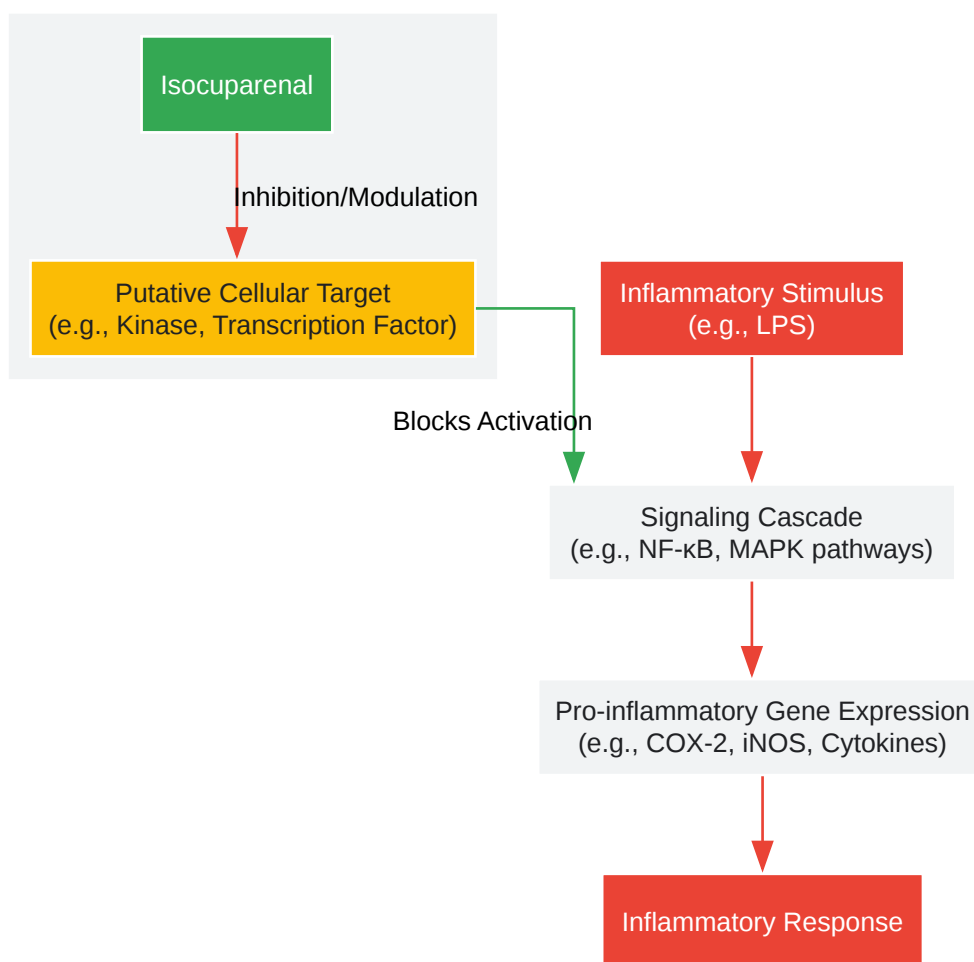 Isocuparenal
Inhibition/Modulation
Putative Cellular Target
(e.g., Kinase, Transcription Factor)
Inflammatory Stimulus
(e.g., LPS)
Blocks Activation
Signaling Cascade
(e.g., NF-κB, MAPK pathways)
Pro-inflammatory Gene Expression
(e.g., COX-2, iNOS, Cytokines)
Inflammatory Response